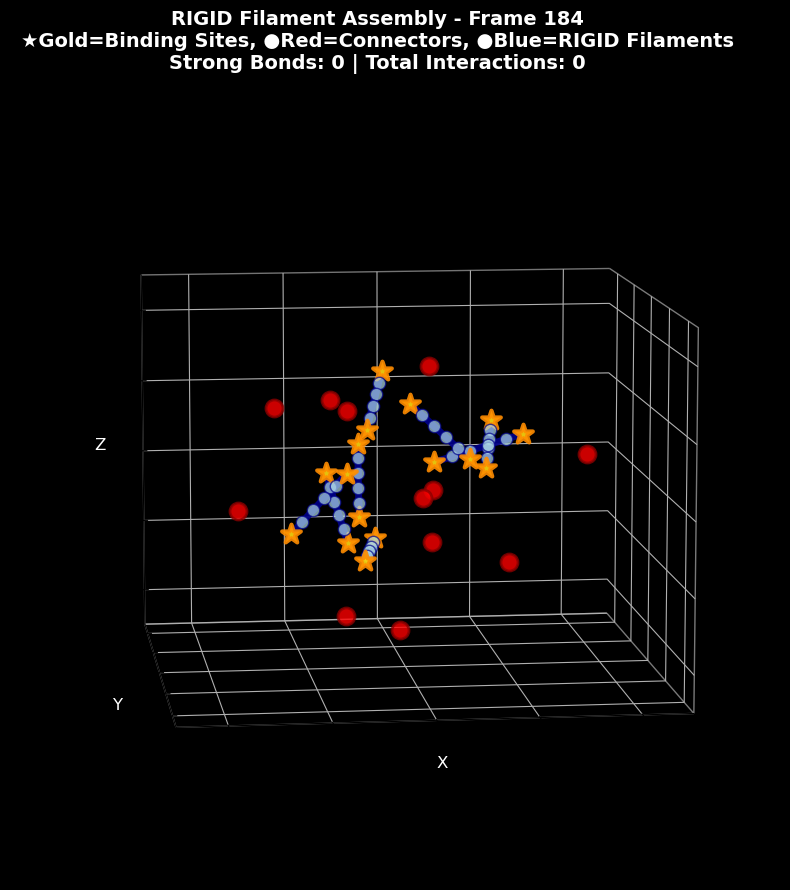 RIGID Filament Assembly - Frame 184
★Gold=Binding Sites, ●Red=Connectors, ●Blue=RIGID Filaments
Strong Bonds: 0 | Total Interactions: 0
Z
Y
X